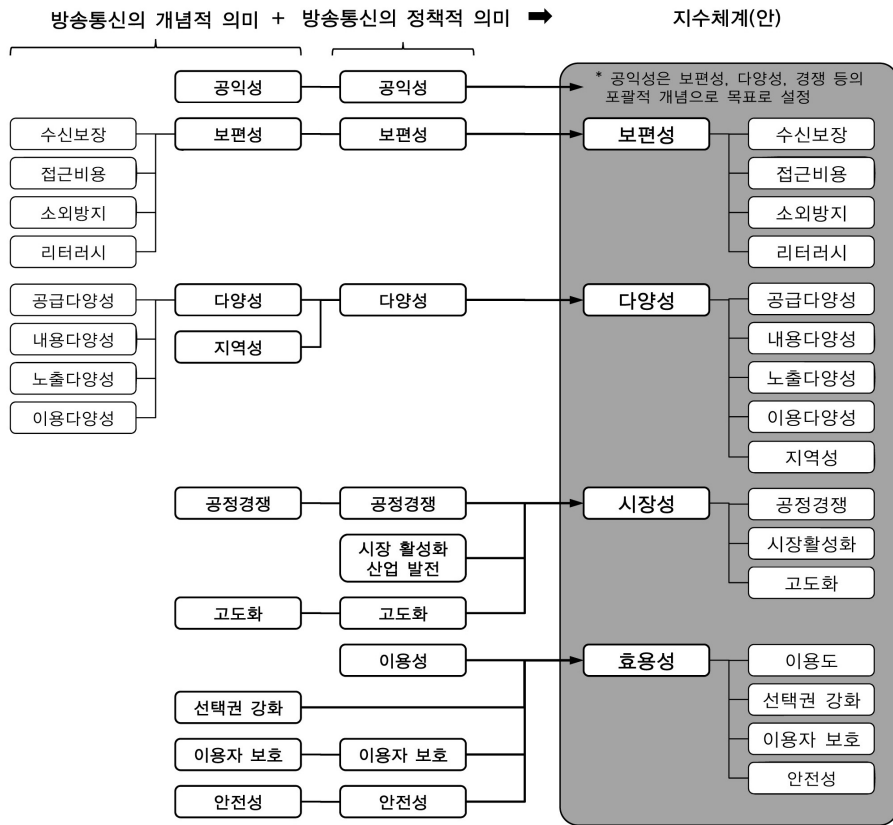 방송통신의 개념적 의미 + 방송통신의 정책적 의미 ➡ 지수체계(안)
공익성 공익성
* 공익성은 보편성, 다양성, 경쟁 등의
포괄적 개념으로 목표로 설정
수신보장 보편성 보편성 보편성 수신보장
접근비용 접근비용
소외방지 소외방지
리터러시 리터러시
공급다양성 다양성 다양성 다양성 공급다양성
내용다양성 지역성 내용다양성
노출다양성 노출다양성
이용다양성 이용다양성
지역성
공정경쟁 공정경쟁 시장성 공정경쟁
시장 활성화
산업 발전
시장활성화
고도화 고도화 고도화
이용성 효용성 이용도
선택권 강화 선택권 강화
이용자 보호 이용자 보호 이용자 보호
안전성 안전성 안전성